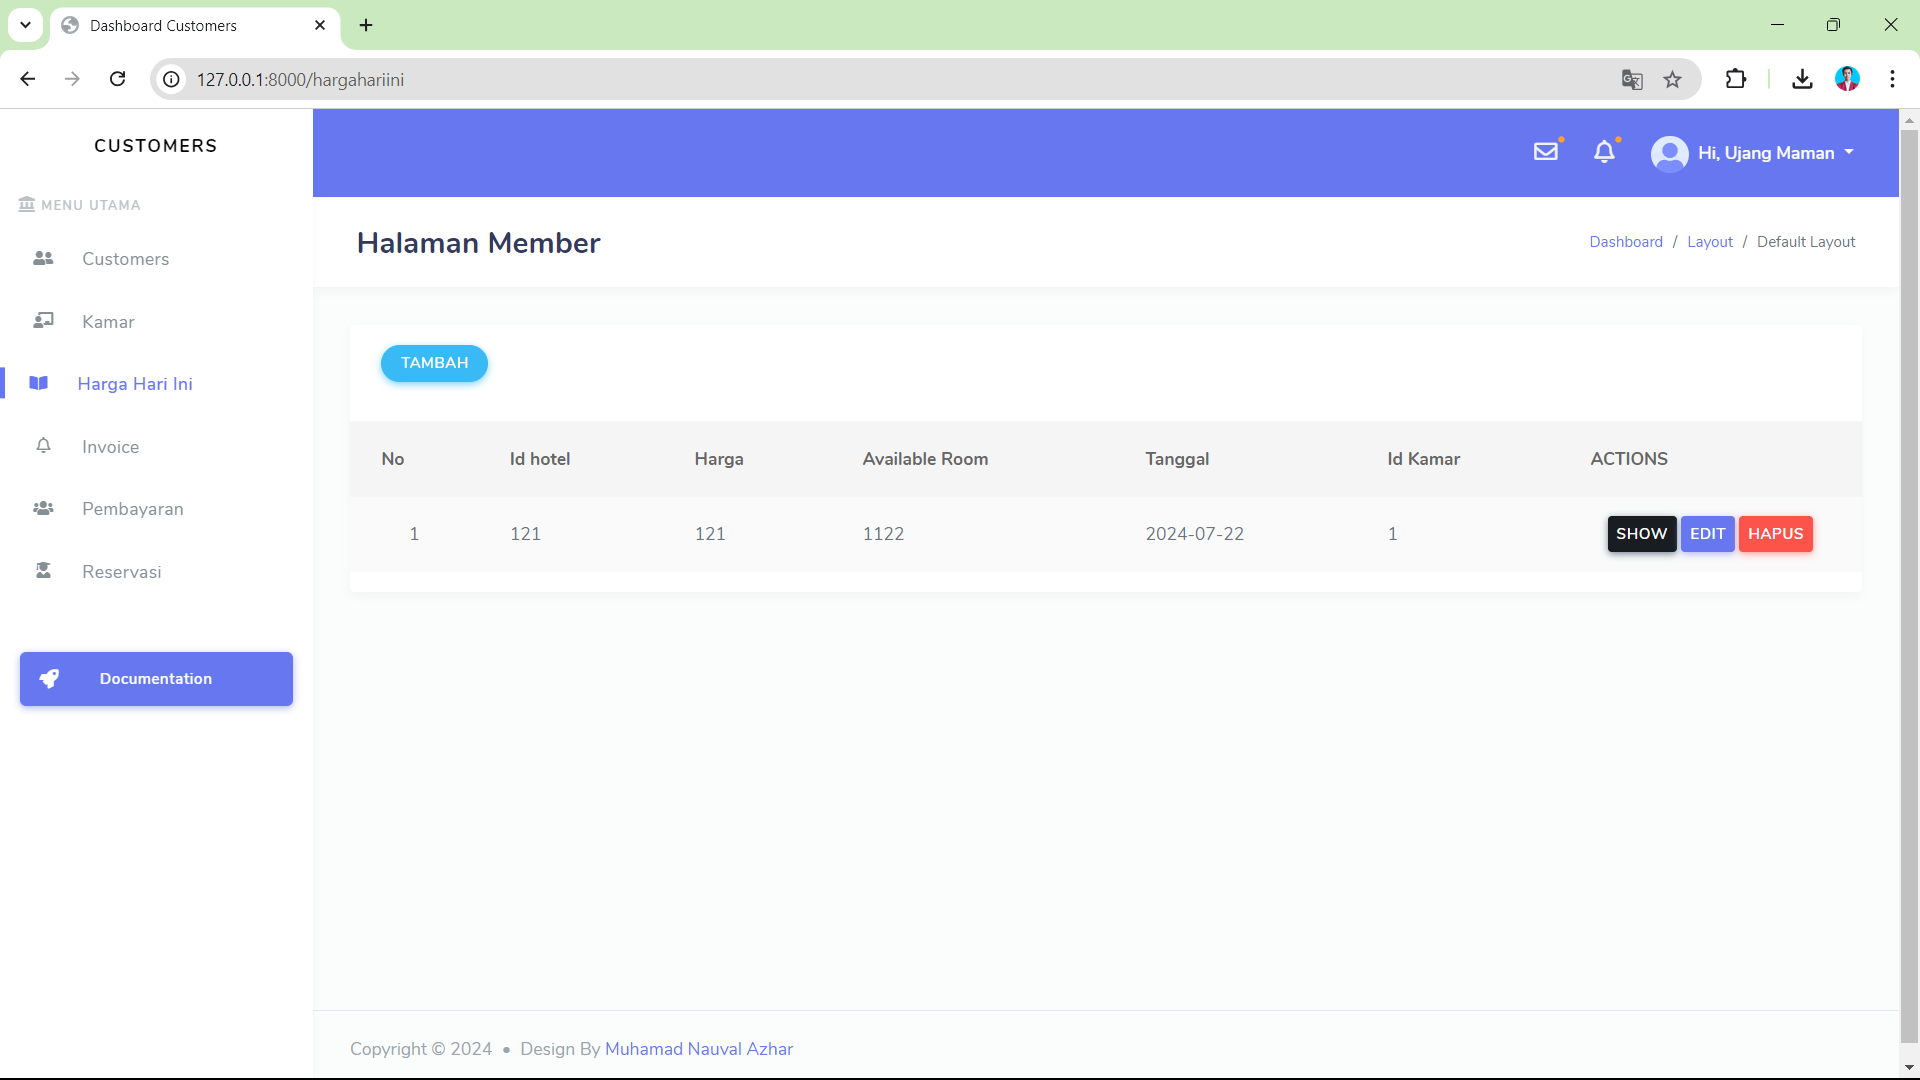 Dashboard Customers
127.0.0.1:8000/hargahariini
CUSTOMERS
MENU UTAMA
Customers
Kamar
Harga Hari Ini
Invoice
Pembayaran
Reservasi
Documentation
Hi, Ujang Maman
Halaman Member
Dashboard / Layout / Default Layout
TAMBAH
No Id hotel Harga Available Room Tanggal Id Kamar ACTIONS
1 121 121 1122 2024-07-22 1 SHOW EDIT HAPUS
Copyright © 2024 • Design By Muhamad Nauval Azhar